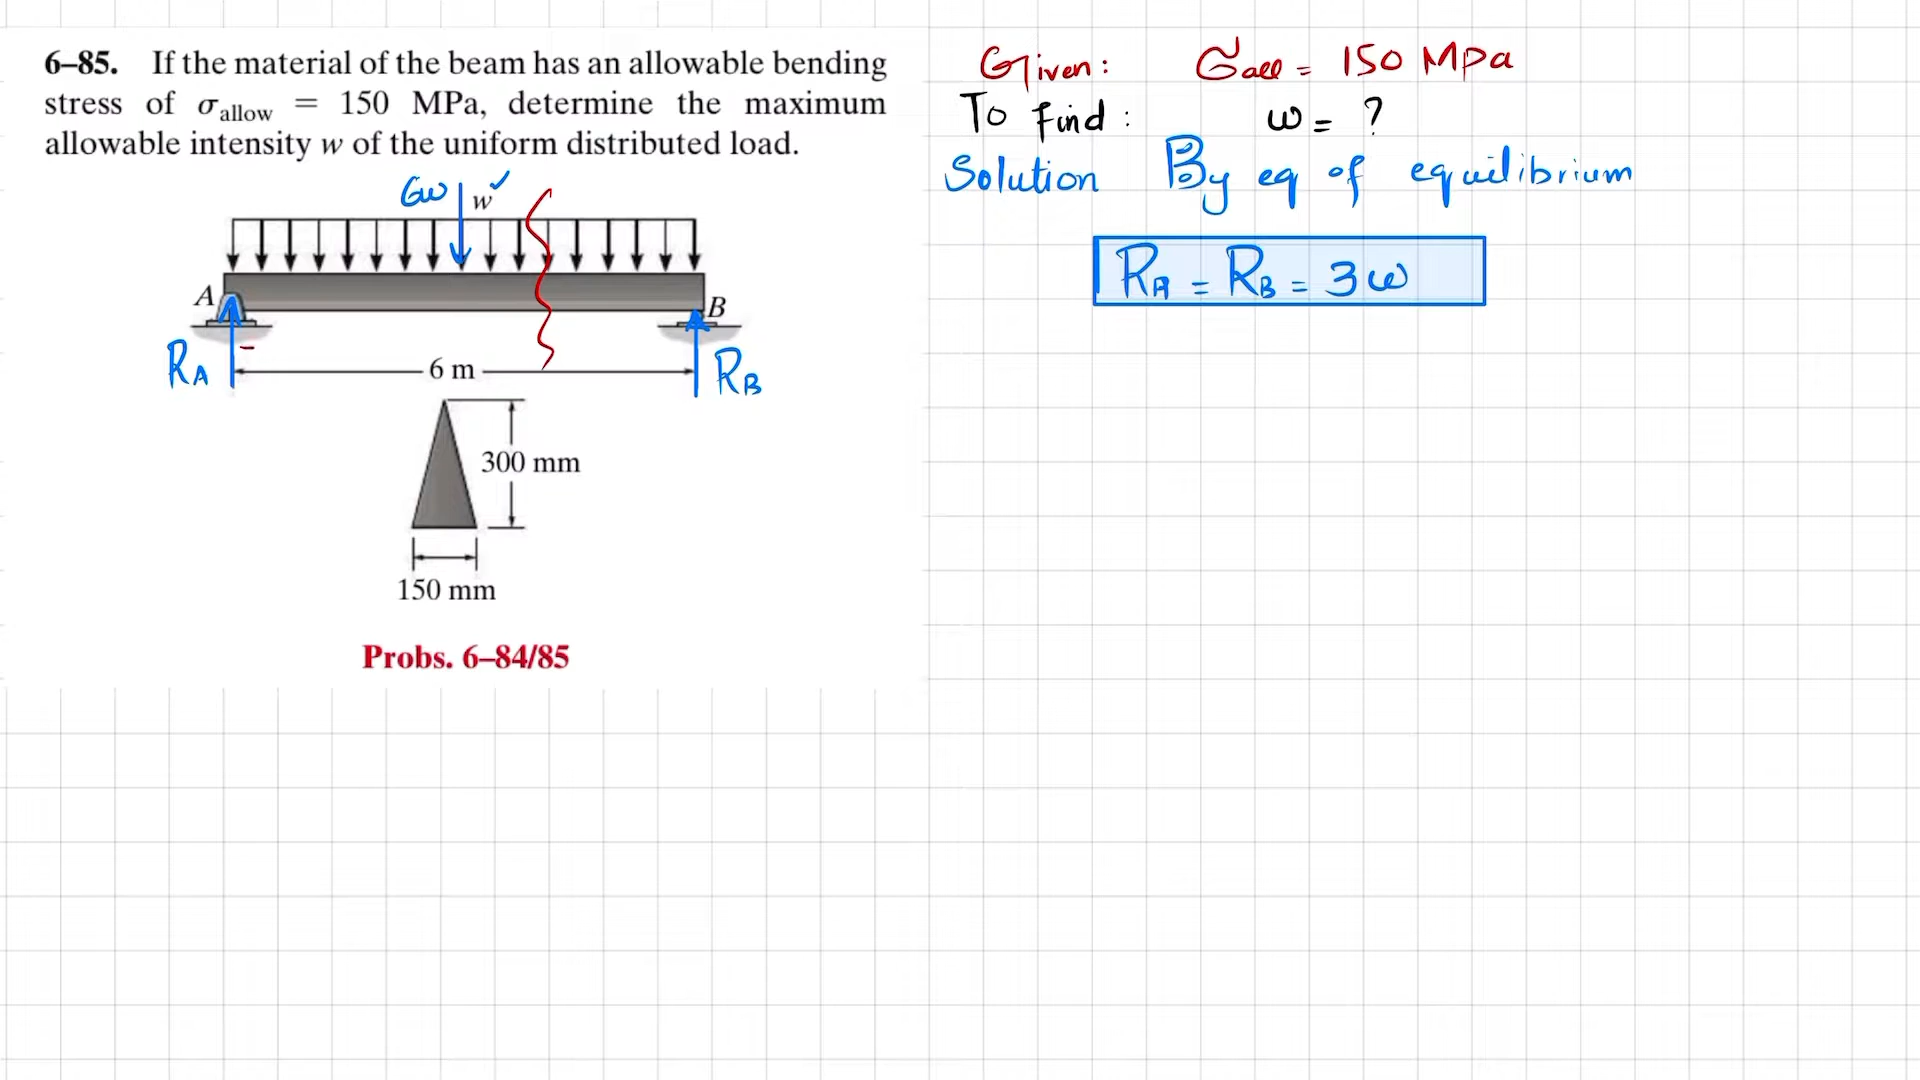 6–85. If the material of the beam has an allowable bending
stress of σallow = 150 MPa, determine the maximum
allowable intensity w of the uniform distributed load.
6w
w
A
B
RA
6 m
RB
300 mm
150 mm
Probs. 6–84/85
Given: σall = 150 MPa
To find: w = ?
Solution By eq of equilibrium
RA = RB = 3w